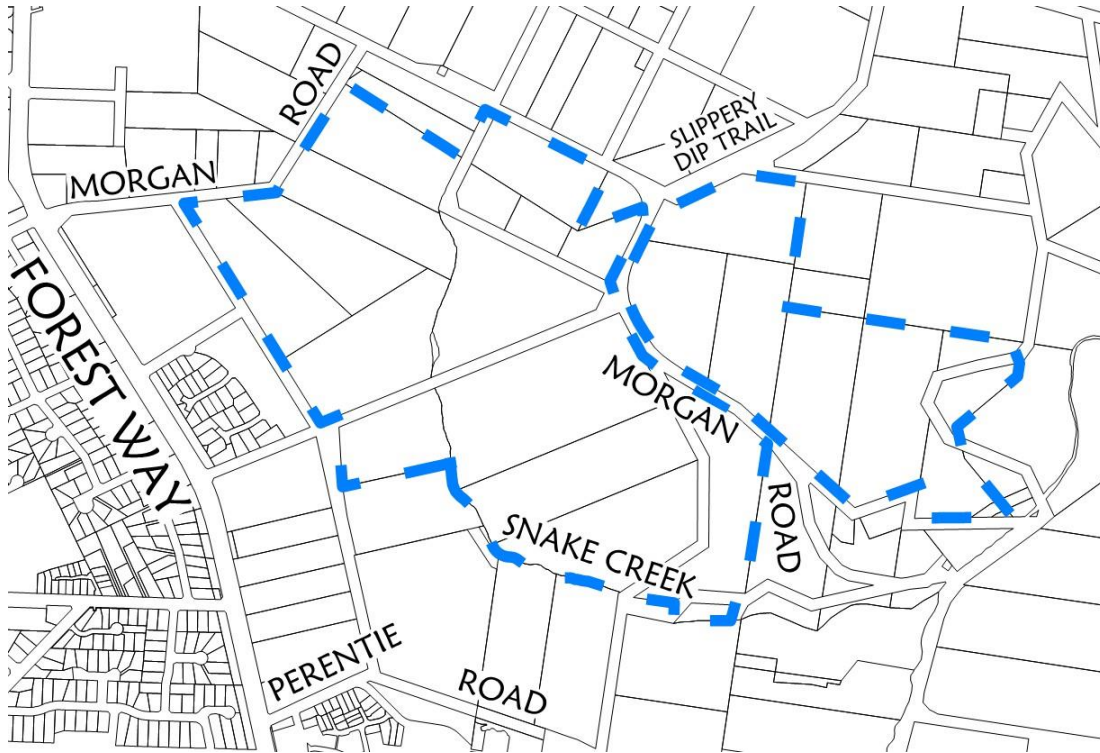 ROAD
MORGAN
SLIPPERY
DIP TRAIL
FOREST WAY
MORGAN
ROAD
SNAKE CREEK
PERENTIE
ROAD